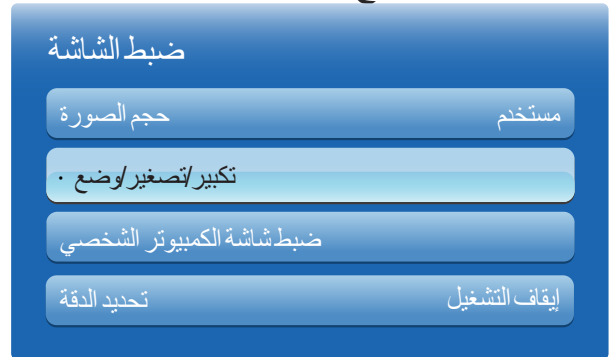 ضبط الشاشة
حجم الصورة مستخدم
تكبير/تصغير/وضع ·
ضبط شاشة الكمبيوتر الشخصي
تحديد الدقة إيقاف التشغيل